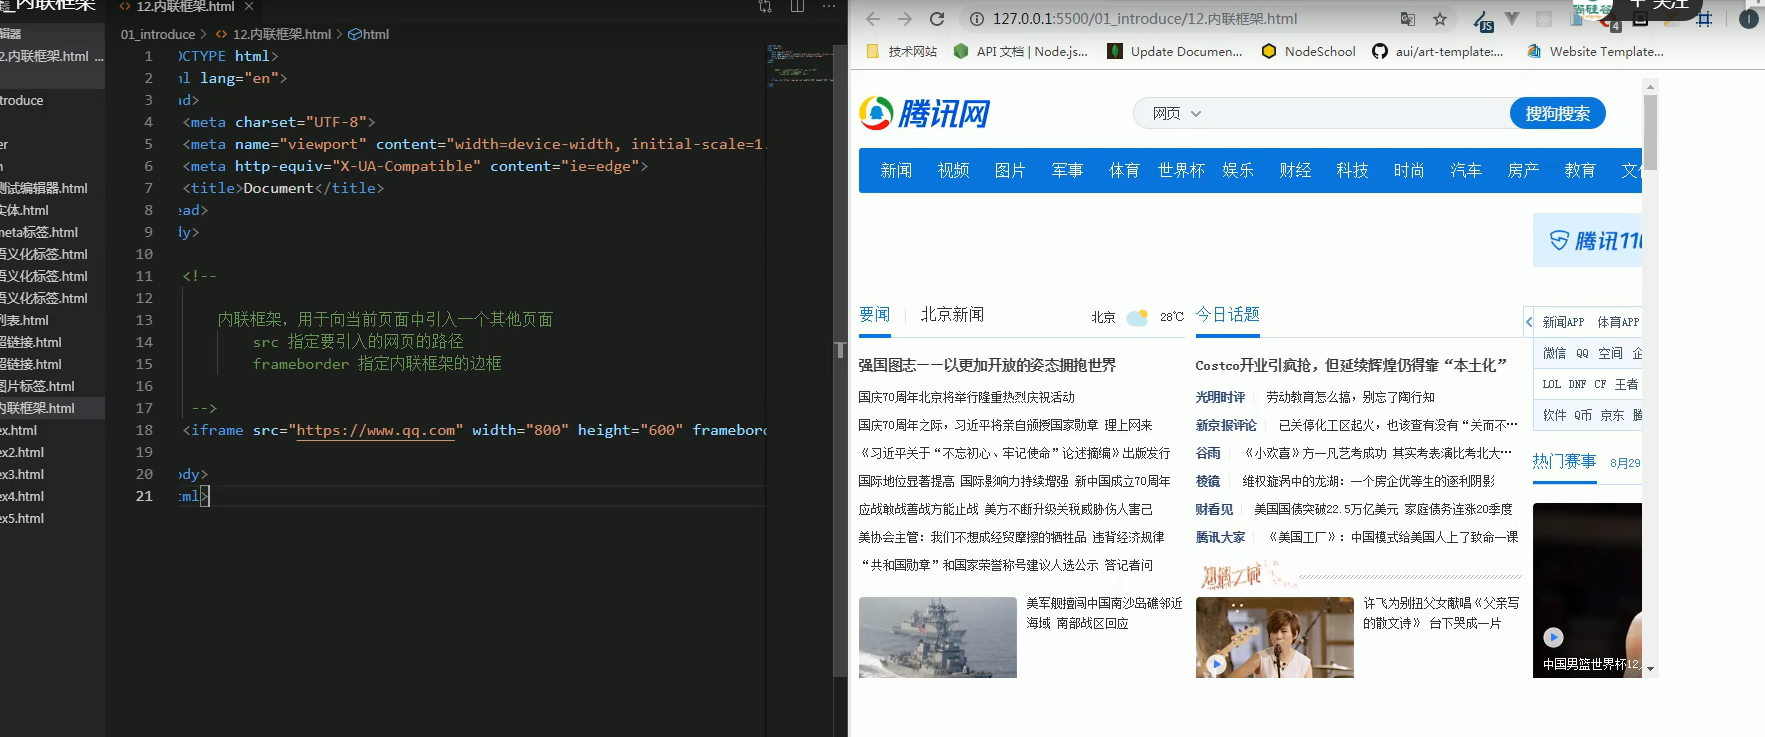 内联框架
12.内联框架.html ×
01_introduce > 12.内联框架.html > html
2.内联框架.html ...
troduce
er
测试编辑器.html
实体.html
meta标签.html
语义化标签.html
语义化标签.html
语义化标签.html
列表.html
超链接.html
超链接.html
图片标签.html
内联框架.html
ex.html
ex2.html
ex3.html
ex4.html
ex5.html
1 OCTYPE html>
2 ml lang="en">
3 ad>
4 <meta charset="UTF-8">
5 <meta name="viewport" content="width=device-width, initial-scale=1.
6 <meta http-equiv="X-UA-Compatible" content="ie=edge">
7 <title>Document</title>
8 ead>
9 dy>
10
11 <!--
12
13 内联框架，用于向当前页面中引入一个其他页面
14 src 指定要引入的网页的路径
15 frameborder 指定内联框架的边框
16
17 -->
18 <iframe src="https://www.qq.com" width="800" height="600" framebord
19
20 ody>
21 tml>
127.0.0.1:5500/01_introduce/12.内联框架.html
关注
尚硅谷
JS
4
技术网站 API 文档 | Node.js... Update Documen... NodeSchool aui/art-template:... Website Template...
腾讯网
网页
搜狗搜索
新闻 视频 图片 军事 体育 世界杯 娱乐 财经 科技 时尚 汽车 房产 教育 文化
腾讯110
要闻 北京新闻 北京 28℃
强国图志——以更加开放的姿态拥抱世界
国庆70周年北京将举行隆重热烈庆祝活动
国庆70周年之际，习近平将亲自颁授国家勋章 理上网来
《习近平关于“不忘初心、牢记使命”论述摘编》出版发行
国际地位显著提高 国际影响力持续增强 新中国成立70周年
应战敢战善战方能止战 美方不断升级关税威胁伤人害己
美协会主管：我们不想成经贸摩擦的牺牲品 违背经济规律
“共和国勋章”和国家荣誉称号建议人选公示 答记者问
美军舰擅闯中国南沙岛礁邻近
海域 南部战区回应
今日话题
Costco开业引疯抢，但延续辉煌仍得靠“本土化”
光明时评 劳动教育怎么搞，别忘了陶行知
新京报评论 已关停化工区起火，也该查有没有“关而不...
谷雨 《小欢喜》方一凡艺考成功 其实考表演比考北大...
棱镜 维权漩涡中的龙湖：一个房企优等生的逐利阴影
财看见 美国国债突破22.5万亿美元 家庭债务连涨20季度
腾讯大家 《美国工厂》：中国模式给美国人上了致命一课
许飞为别扭父女献唱《父亲写
的散文诗》 台下哭成一片
新闻APP 体育APP
微信 QQ 空间 企
LOL DNF CF 王者
软件 Q币 京东 腾
热门赛事 8月29
中国男篮世界杯12人